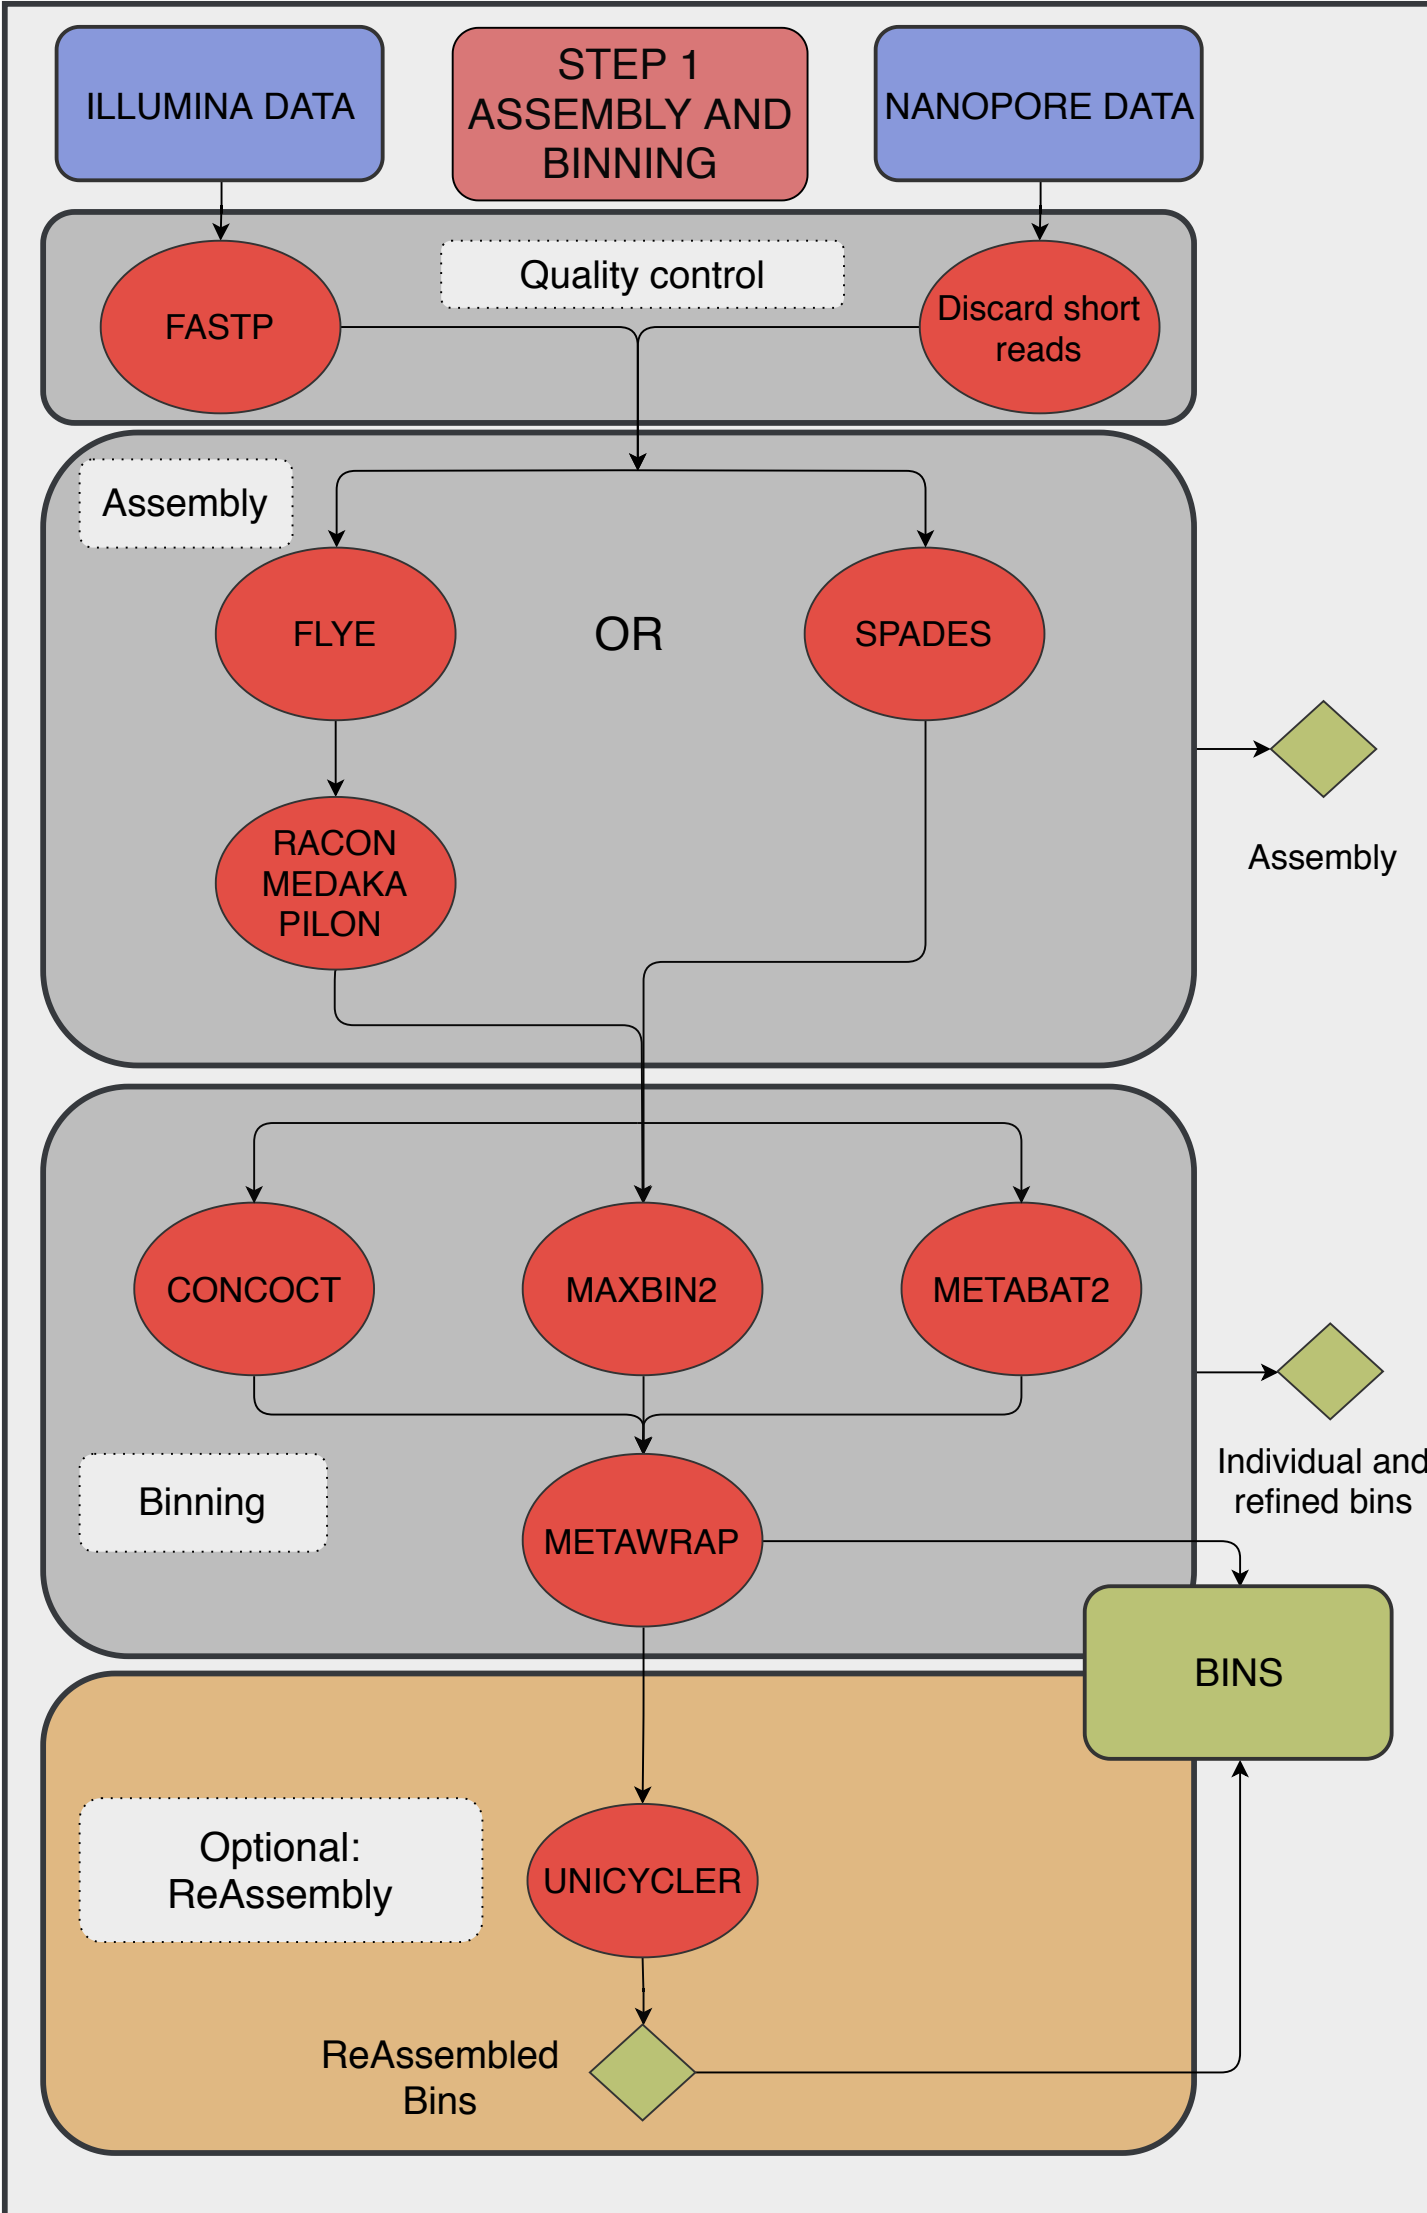 ILLUMINA DATA
STEP 1
ASSEMBLY AND
BINNING
NANOPORE DATA
Quality control
FASTP
Discard short
reads
Assembly
FLYE
OR
SPADES
RACON
MEDAKA
PILON
Assembly
CONCOCT
MAXBIN2
METABAT2
Individual and
refined bins
Binning
METAWRAP
BINS
Optional:
ReAssembly
UNICYCLER
ReAssembled
Bins